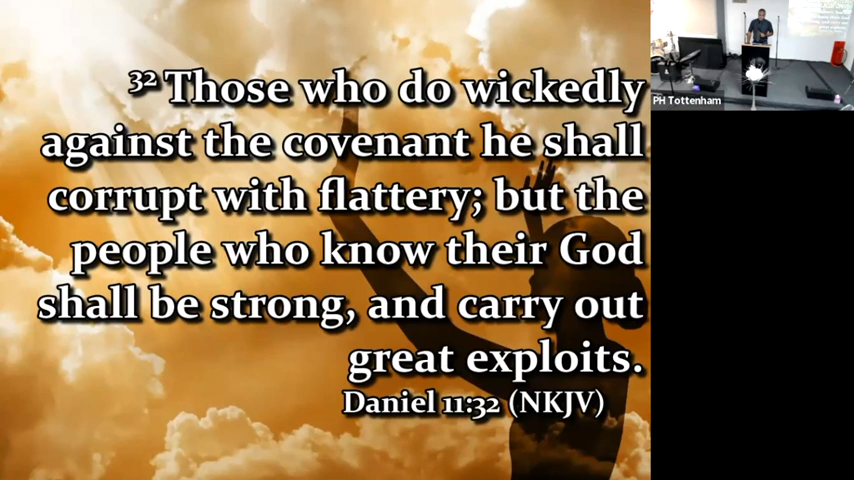 32 Those who do wickedly
against the covenant he shall
corrupt with flattery; but the
people who know their God
shall be strong, and carry out
great exploits.
Daniel 11:32 (NKJV)
PH Tottenham